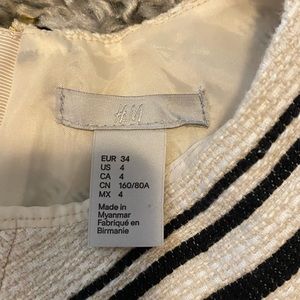 H&M
EUR 34
US 4
CA 4
CN 160/80A
MX 4
Made in
Myanmar
Fabriqué en
Birmanie